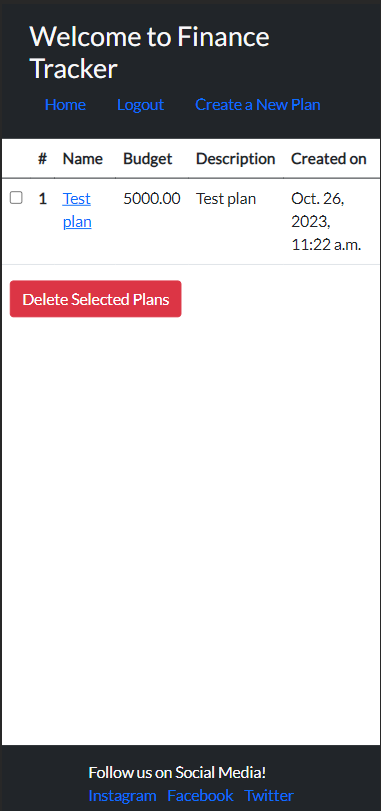 Welcome to Finance
Tracker
Home Logout Create a New Plan
# Name Budget Description Created on
1 Test 5000.00 Test plan Oct. 26,
plan 2023,
11:22 a.m.
Delete Selected Plans
Follow us on Social Media!
Instagram Facebook Twitter